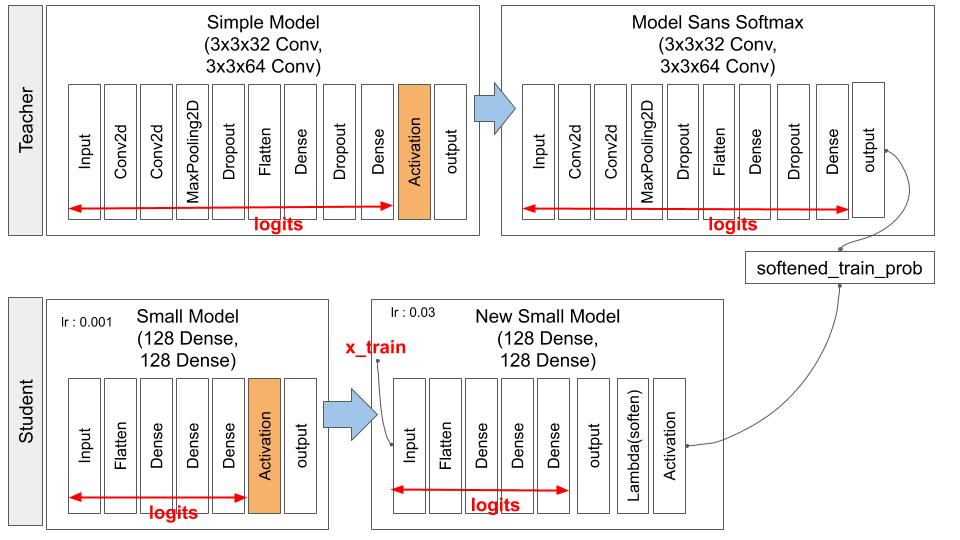 Teacher
Simple Model
(3x3x32 Conv,
3x3x64 Conv)
Input
Conv2d
Conv2d
MaxPooling2D
Dropout
Flatten
Dense
Dropout
Dense
Activation
output
logits
Model Sans Softmax
(3x3x32 Conv,
3x3x64 Conv)
Input
Conv2d
Conv2d
MaxPooling2D
Dropout
Flatten
Dense
Dropout
Dense
output
logits
softened_train_prob
Student
lr : 0.001
Small Model
(128 Dense,
128 Dense)
Input
Flatten
Dense
Dense
Dense
Activation
output
logits
lr : 0.03
New Small Model
(128 Dense,
128 Dense)
x_train
Input
Flatten
Dense
Dense
Dense
output
Lambda(soften)
Activation
logits